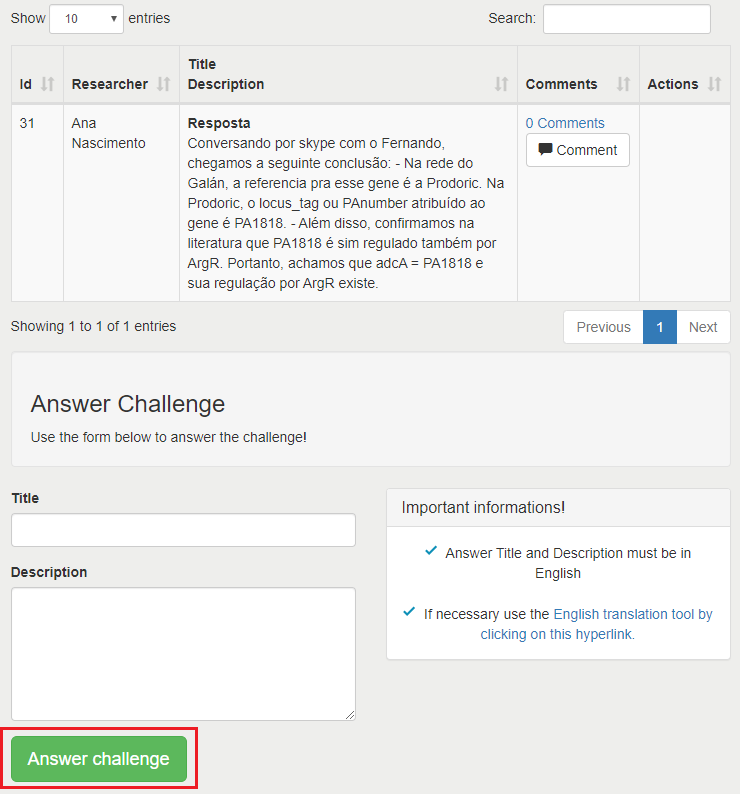 Show 10 entries Search:
Title
Id Researcher Description Comments Actions
31 Ana Resposta 0 Comments
Nascimento Conversando por skype com o Fernando, Comment
chegamos a seguinte conclusão: - Na rede do
Galán, a referencia pra esse gene é a Prodoric. Na
Prodoric, o locus_tag ou PAnumber atribuído ao
gene é PA1818. - Além disso, confirmamos na
literatura que PA1818 é sim regulado também por
ArgR. Portanto, achamos que adcA = PA1818 e
sua regulação por ArgR existe.
Showing 1 to 1 of 1 entries Previous 1 Next
Answer Challenge
Use the form below to answer the challenge!
Title
Description
Answer challenge
Important informations!
Answer Title and Description must be in
English
If necessary use the English translation tool by
clicking on this hyperlink.